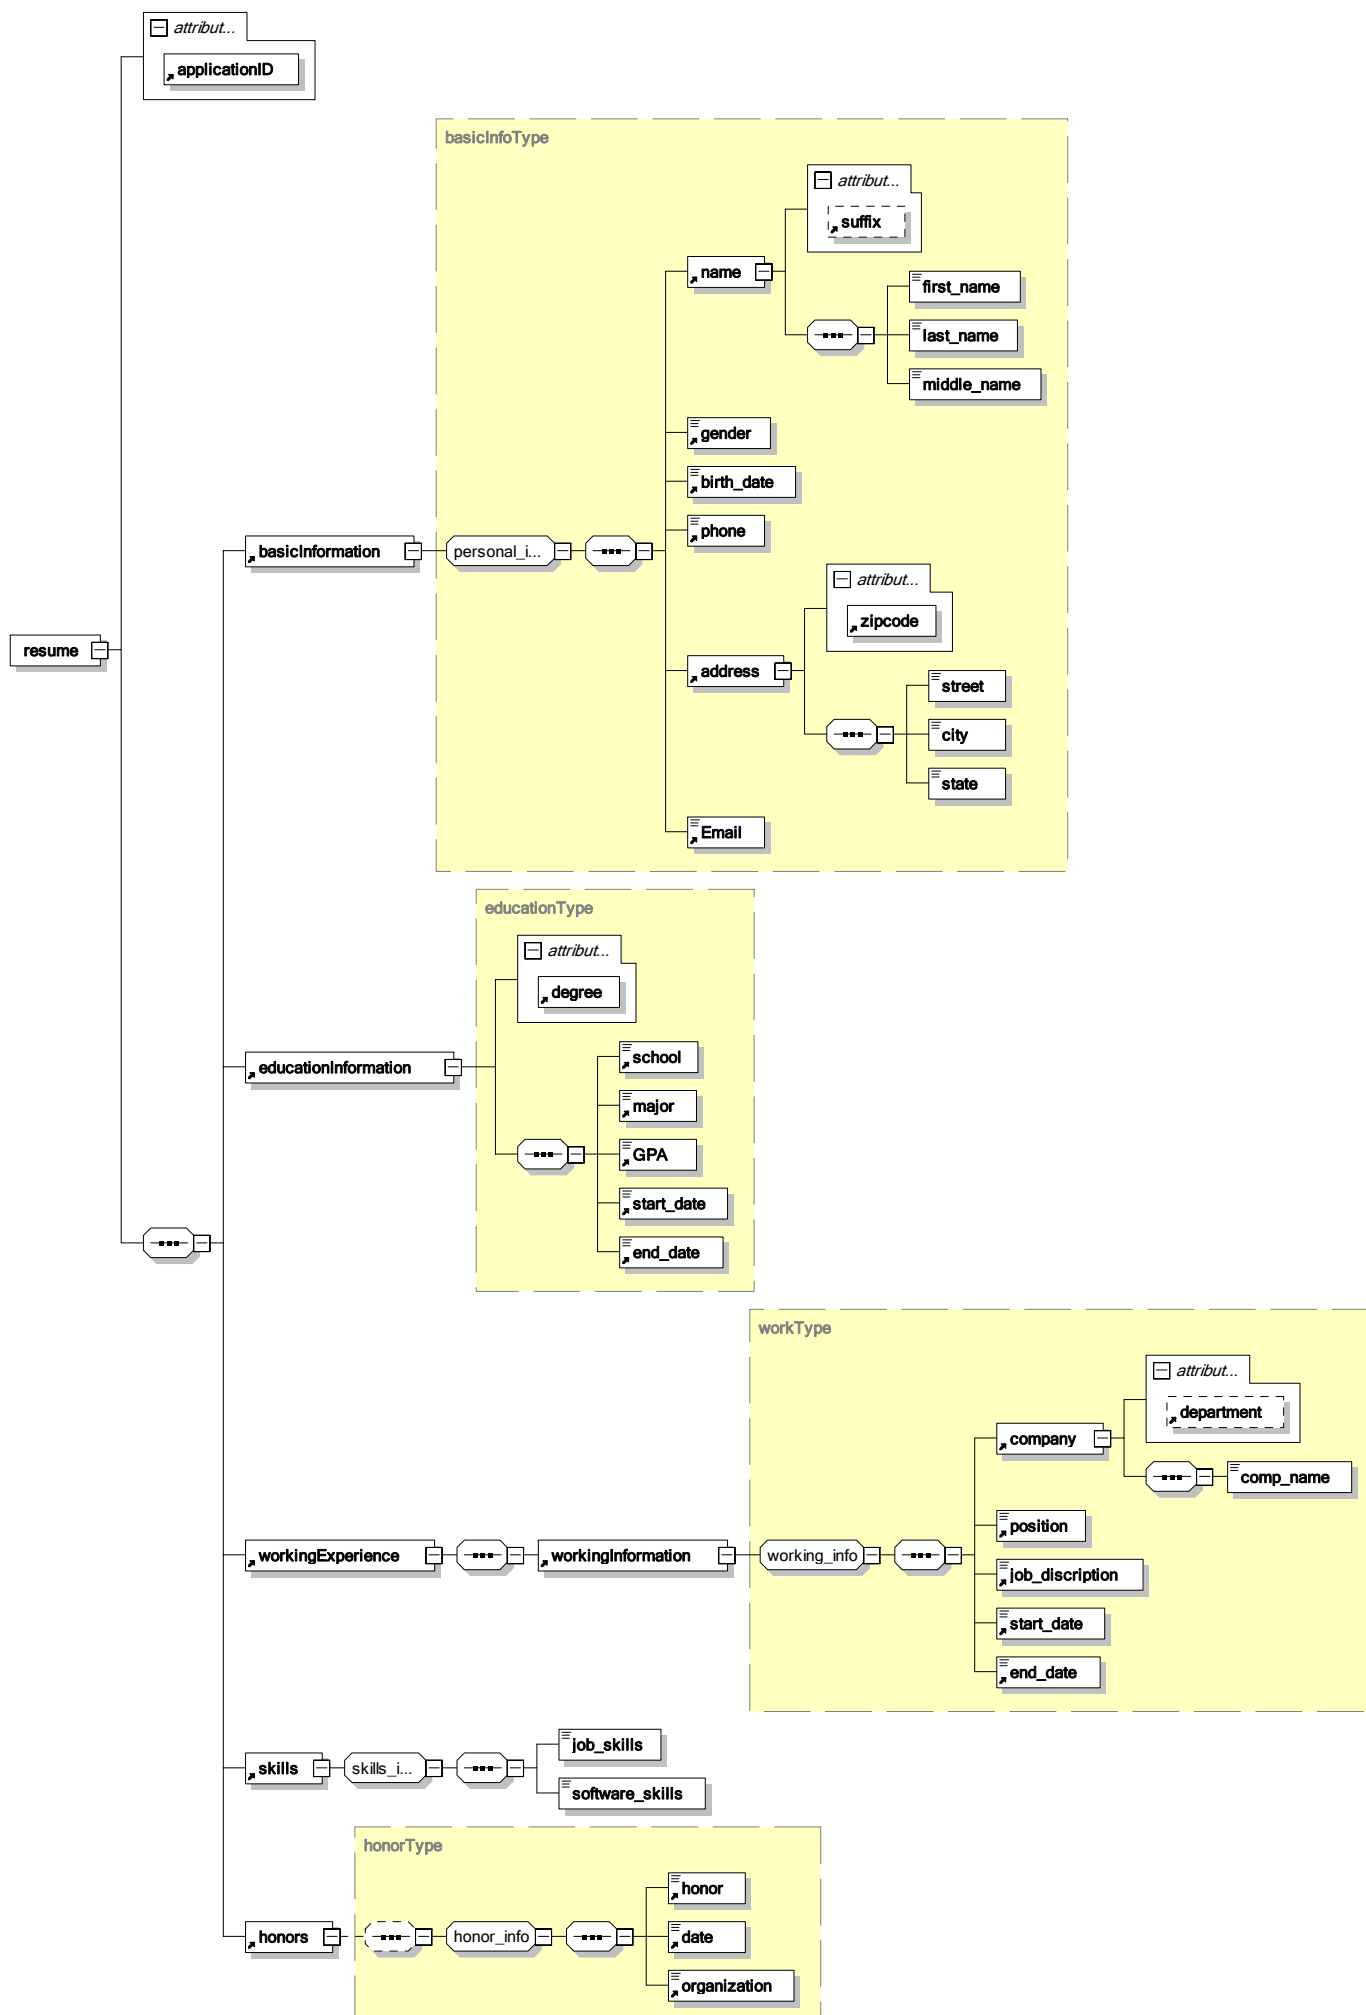 attribut...
applicationID
basicInfoType
attribut...
suffix
name
first_name
last_name
middle_name
gender
birth_date
phone
basicInformation
personal_i...
attribut...
zipcode
resume
address
street
city
state
Email
educationType
attribut...
degree
educationInformation
school
major
GPA
start_date
end_date
workType
attribut...
department
company
comp_name
position
workingExperience
workingInformation
working_info
job_discription
start_date
end_date
job_skills
skills
skills_i...
software_skills
honorType
honor
honors
honor_info
date
organization